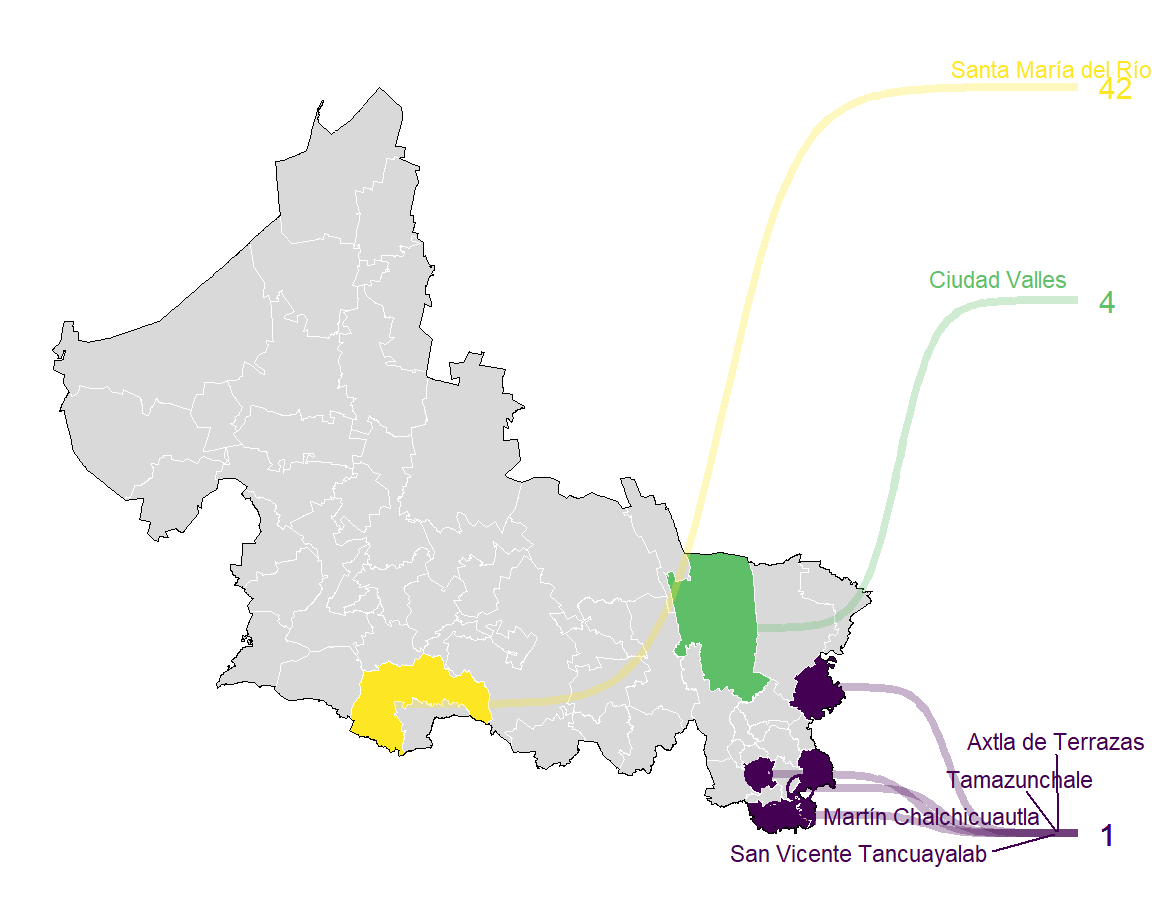 Santa María del Río
42
Ciudad Valles
4
Axtla de Terrazas
Tamazunchale
Martín Chalchicuautla
1
San Vicente Tancuayalab